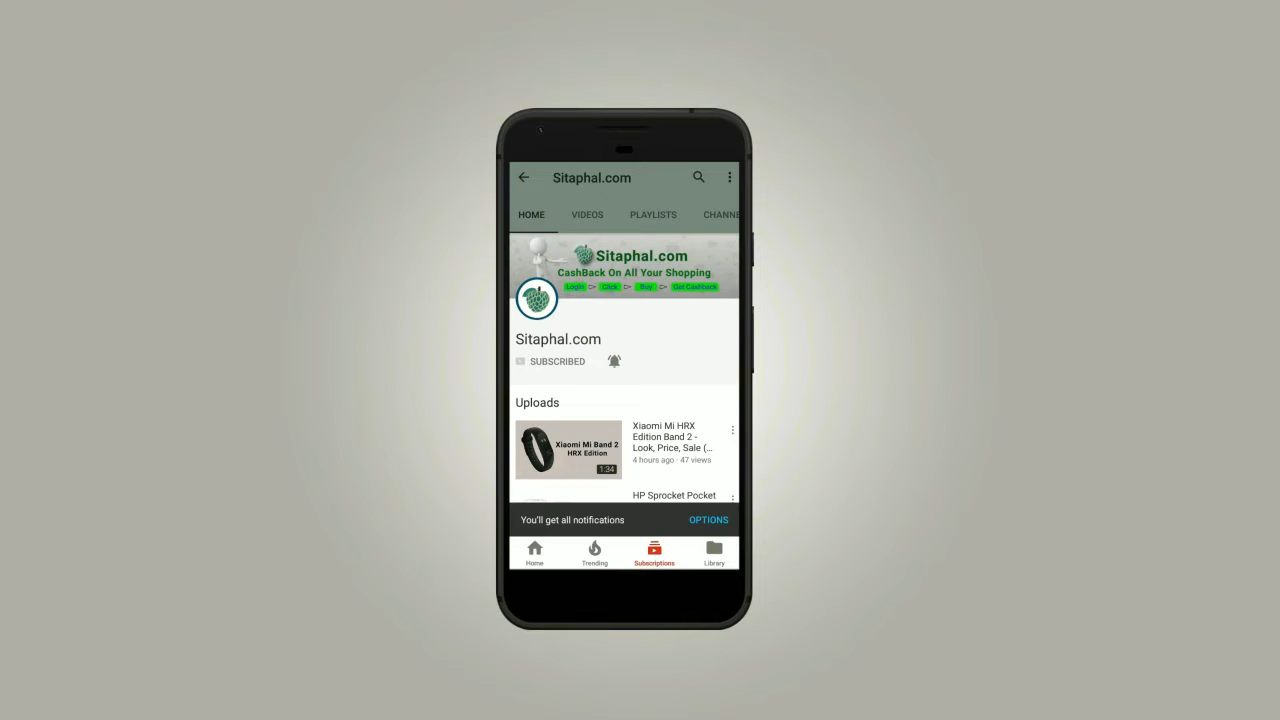 Sitaphal.com
HOME VIDEOS PLAYLISTS CHANNE
Sitaphal.com
CashBack On All Your Shopping
Login Click Buy Get Cashback
Sitaphal.com
SUBSCRIBED
Uploads
Xiaomi Mi Band 2
HRX Edition
1:34
Xiaomi Mi HRX
Edition Band 2 -
Look, Price, Sale (...
4 hours ago · 47 views
HP Sprocket Pocket
You'll get all notifications OPTIONS
Home Trending Subscriptions Library